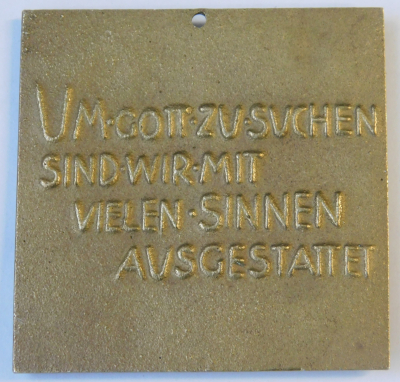 UM·GOTT·ZU·SUCHEN
SIND·WIR·MIT
VIELEN·SINNEN
AUSGESTATTET